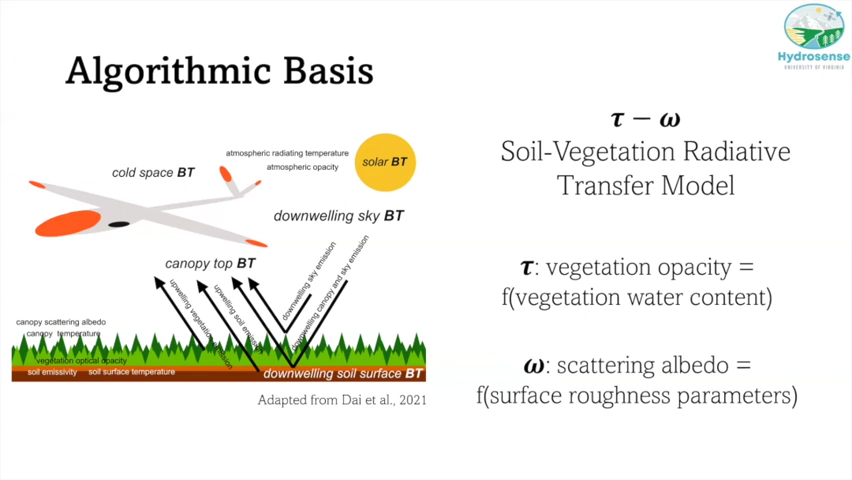 Hydrosense
UNIVERSITY OF VIRGINIA
Algorithmic Basis
atmospheric radiating temperature
atmospheric opacity
solar BT
cold space BT
downwelling sky BT
canopy top BT
downwelling sky emission
downwelling canopy and sky emission
upwelling vegetation emission
upwelling soil emission
canopy scattering albedo
canopy temperature
vegetation optical opacity
soil emissivity
soil surface temperature
downwelling soil surface BT
Adapted from Dai et al., 2021
τ − ω
Soil-Vegetation Radiative
Transfer Model
τ: vegetation opacity =
f(vegetation water content)
ω: scattering albedo =
f(surface roughness parameters)